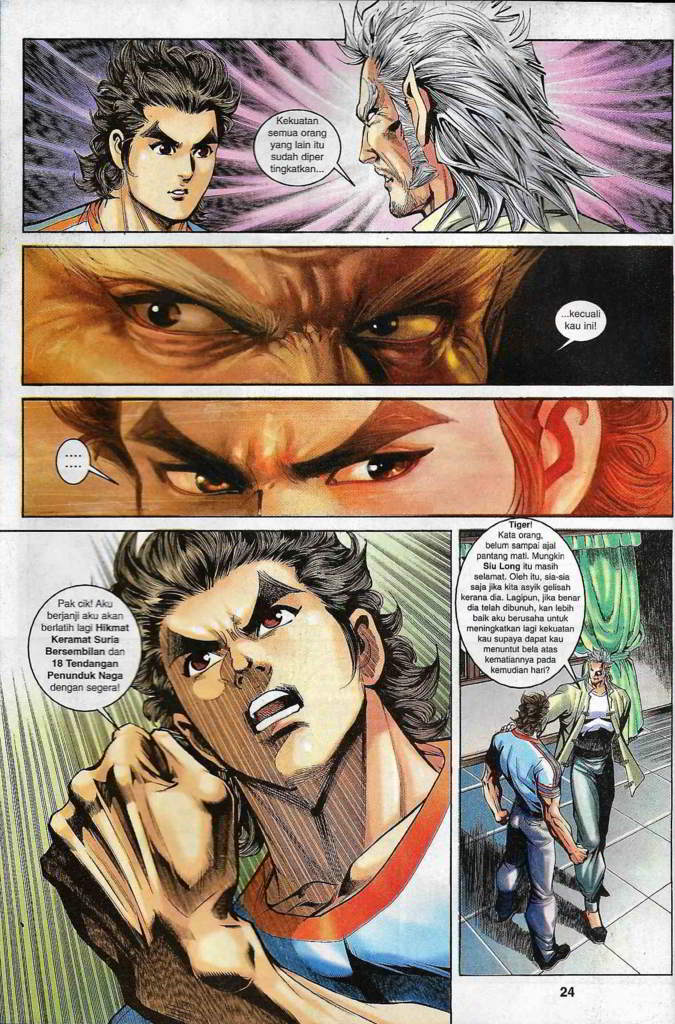 Kekuatan
semua orang
yang lain itu
sudah diper
tingkatkan...
...kecuali
kau ini!
....
....
Tiger!
Kata orang,
belum sampai ajal
pantang mati. Mungkin
Siu Long itu masih
selamat. Oleh itu, sia-sia
saja jika kita asyik gelisah
kerana dia. Lagipun, jika benar
dia telah dibunuh, kan lebih
baik aku berusaha untuk
meningkatkan lagi kekuatan
kau supaya dapat kau
menuntut bela atas
kematiannya pada
kemudian hari?
Pak cik! Aku
berjanji aku akan
berlatih lagi Hikmat
Keramat Suria
Bersembilan dan
18 Tendangan
Penunduk Naga
dengan segera!
24